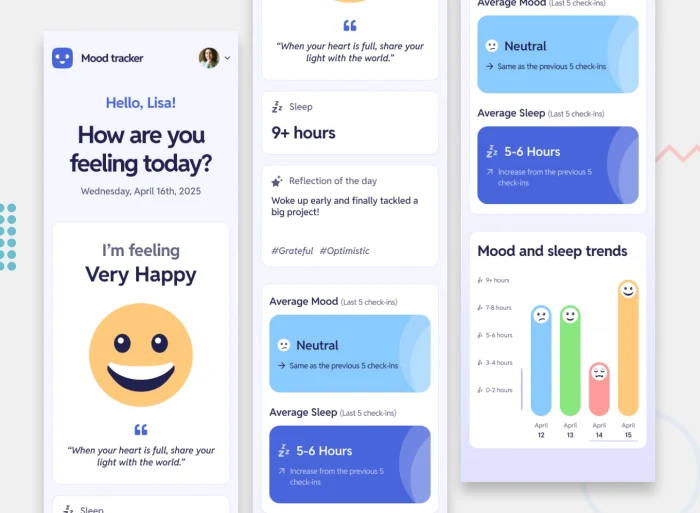 Mood tracker
Hello, Lisa!
How are you
feeling today?
Wednesday, April 16th, 2025
I'm feeling
Very Happy
“When your heart is full, share your
light with the world.”
Sleep
“When your heart is full, share your
light with the world.”
Sleep
9+ hours
Reflection of the day
Woke up early and finally tackled a
big project!
#Grateful #Optimistic
Average Mood (Last 5 check-ins)
Neutral
Same as the previous 5 check-ins
Average Sleep (Last 5 check-ins)
5-6 Hours
Increase from the previous 5
check-ins
Average Mood (Last 5 check-ins)
Neutral
Same as the previous 5 check-ins
Average Sleep (Last 5 check-ins)
5-6 Hours
Increase from the previous 5
check-ins
Mood and sleep trends
9+ hours
7-8 hours
5-6 hours
3-4 hours
0-2 hours
April April April April
12 13 14 15